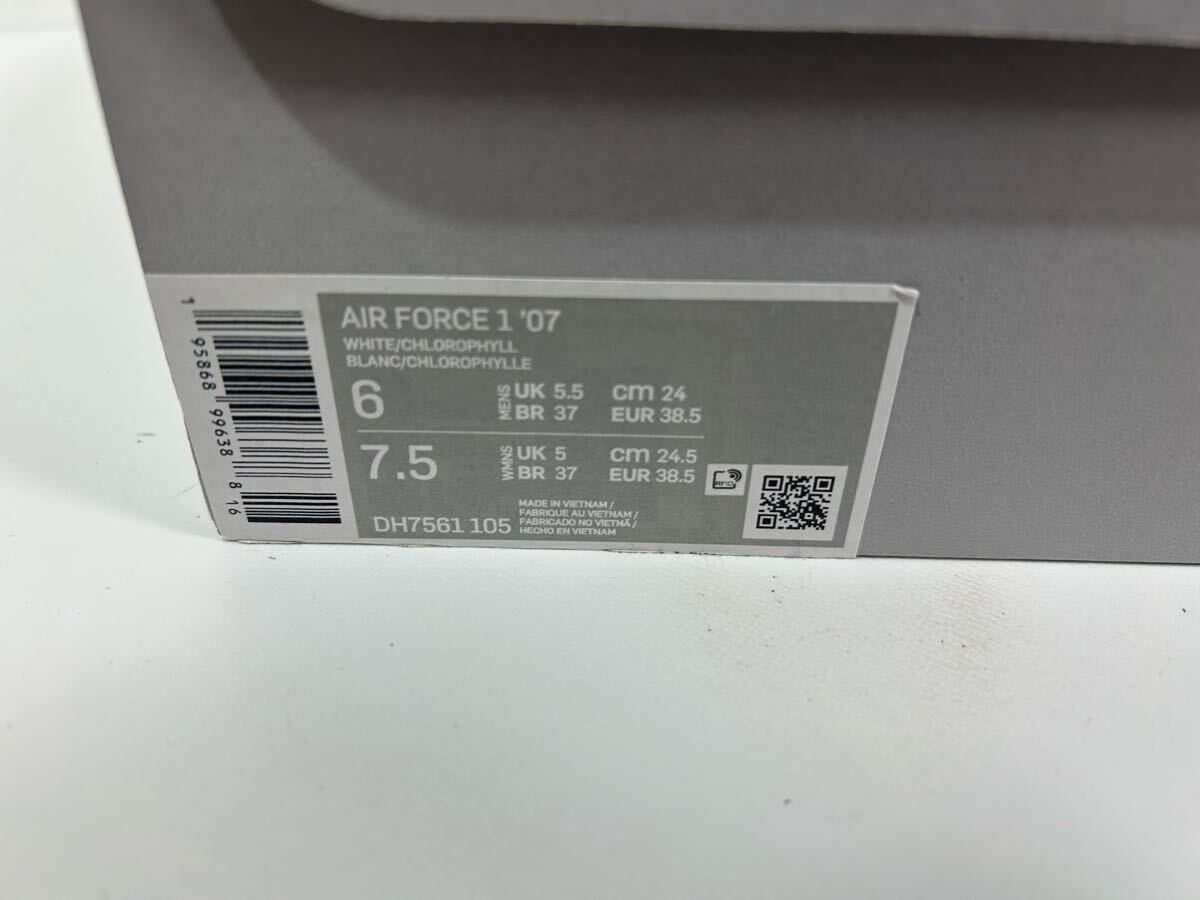 1 95868 99638 8 16
AIR FORCE 1 '07
WHITE/CHLOROPHYLL
BLANC/CHLOROPHYLLE
6 MENS UK 5.5 cm 24
BR 37 EUR 38.5
7.5 WMNS UK 5 cm 24.5
BR 37 EUR 38.5
RFID
DH7561 105
MADE IN VIETNAM /
FABRIQUE AU VIETNAM /
FABRICADO NO VIETNÃ /
HECHO EN VIETNAM